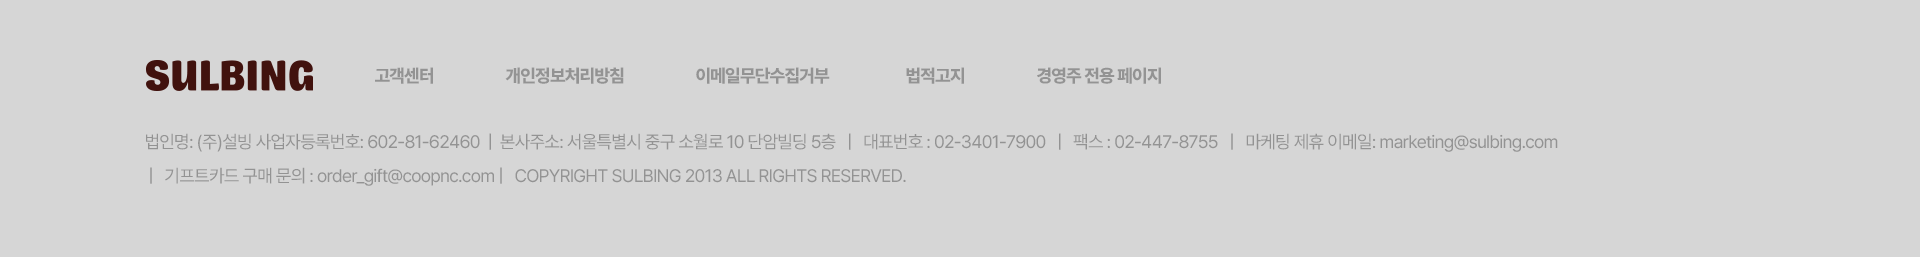 SULBING 고객센터 개인정보처리방침 이메일무단수집거부 법적고지 경영주 전용 페이지
법인명: (주)설빙 사업자등록번호: 602-81-62460 | 본사주소: 서울특별시 중구 소월로 10 단암빌딩 5층 | 대표번호 : 02-3401-7900 | 팩스 : 02-447-8755 | 마케팅 제휴 이메일: marketing@sulbing.com
| 기프트카드 구매 문의 : order_gift@coopnc.com | COPYRIGHT SULBING 2013 ALL RIGHTS RESERVED.